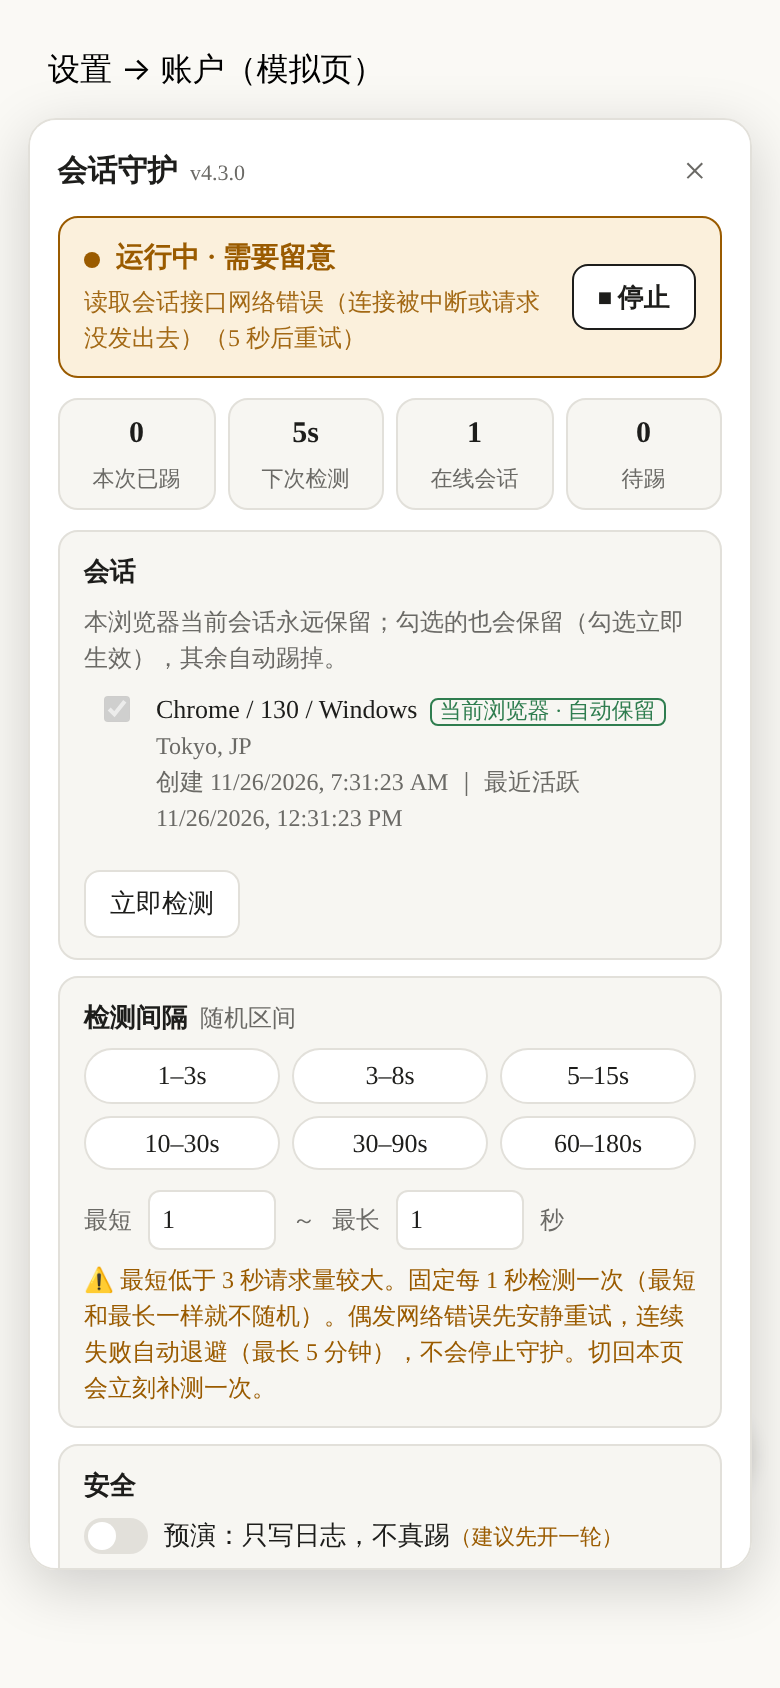 设置 → 账户（模拟页）
会话守护 v4.3.0
×
● 运行中 · 需要留意
读取会话接口网络错误（连接被中断或请求
没发出去）（5 秒后重试）
■ 停止
0 5s 1 0
本次已踢 下次检测 在线会话 待踢
会话
本浏览器当前会话永远保留；勾选的也会保留（勾选立即
生效），其余自动踢掉。
Chrome / 130 / Windows 当前浏览器 · 自动保留
Tokyo, JP
创建 11/26/2026, 7:31:23 AM ｜ 最近活跃
11/26/2026, 12:31:23 PM
立即检测
检测间隔 随机区间
1–3s 3–8s 5–15s
10–30s 30–90s 60–180s
最短 1 ～ 最长 1 秒
⚠️ 最短低于 3 秒请求量较大。固定每 1 秒检测一次（最短
和最长一样就不随机）。偶发网络错误先安静重试，连续
失败自动退避（最长 5 分钟），不会停止守护。切回本页
会立刻补测一次。
安全
预演：只写日志，不真踢（建议先开一轮）